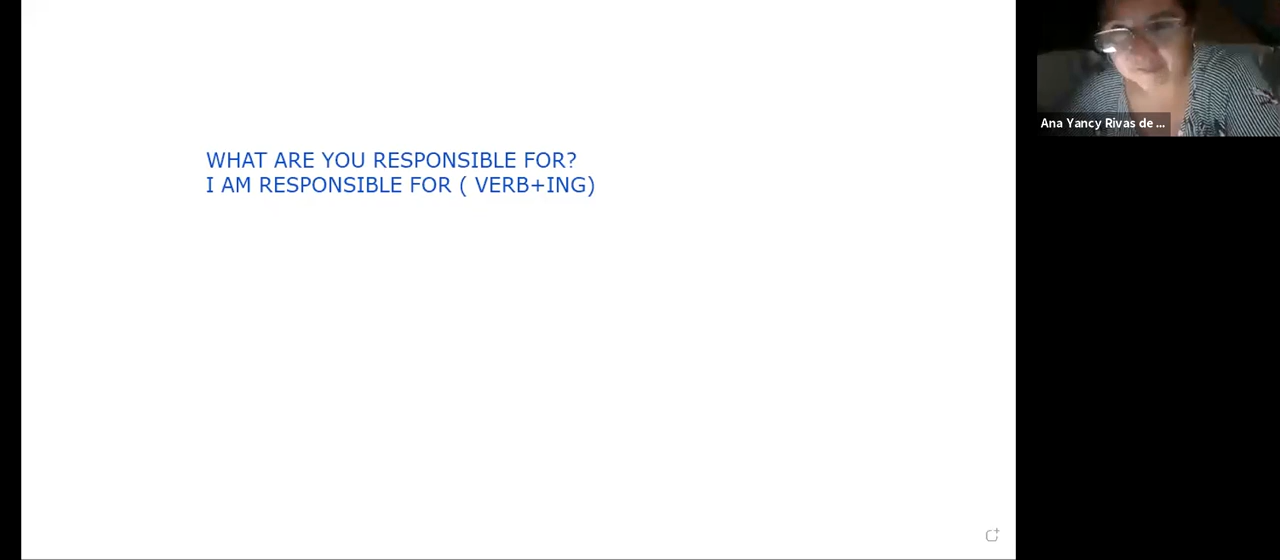 WHAT ARE YOU RESPONSIBLE FOR?
I AM RESPONSIBLE FOR ( VERB+ING)
Ana Yancy Rivas de ...